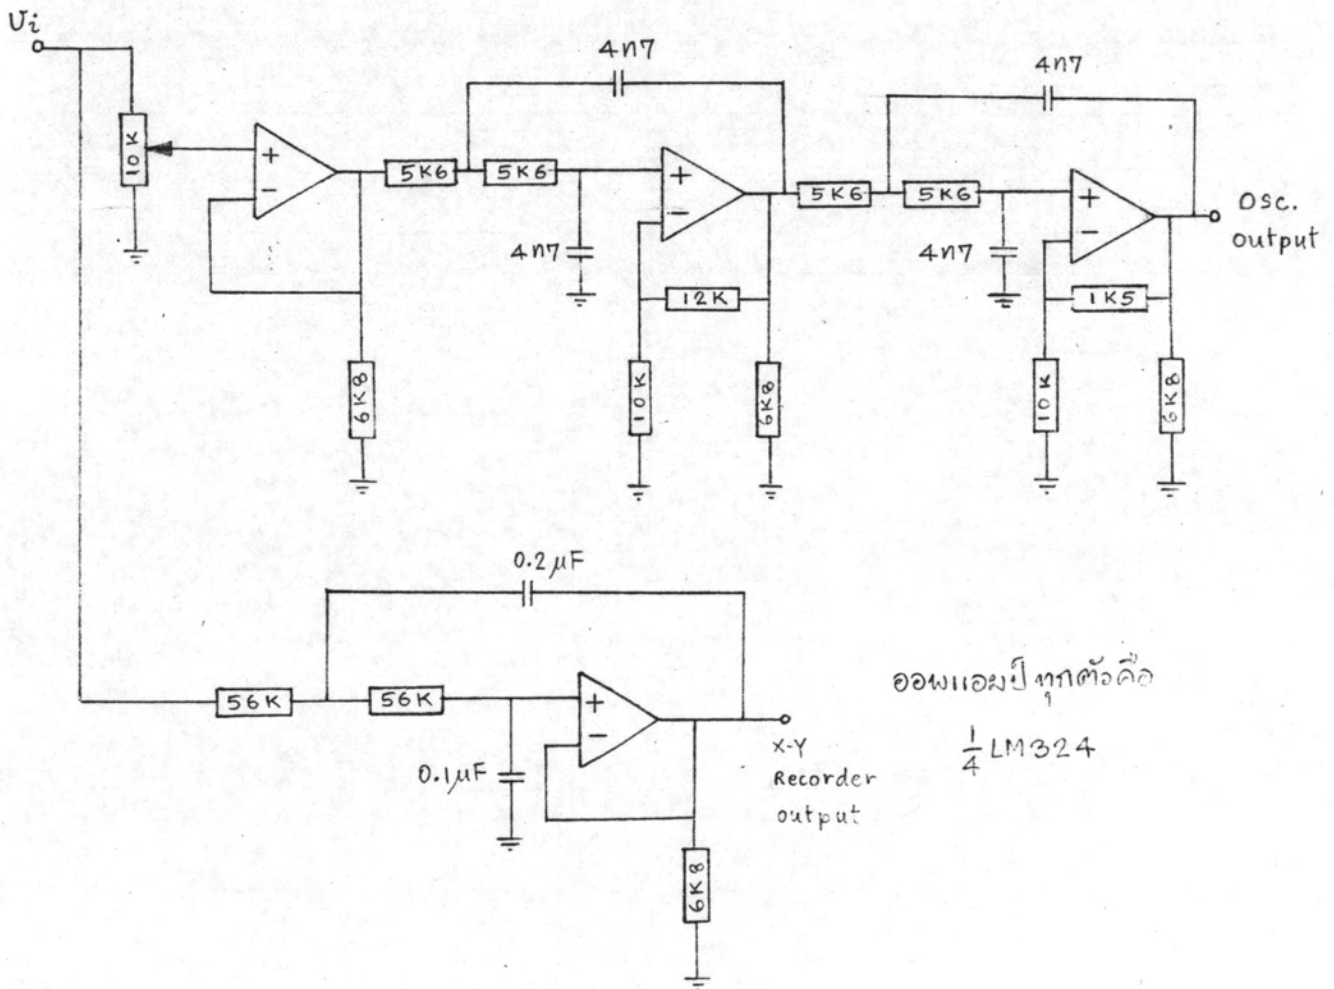 Ui
4n7
4n7
10K
+
-
5K6
5K6
+
-
5K6
5K6
+
-
Osc.
output
4n7
4n7
12K
1K5
6K8
10K
6K8
10K
6K8
0.2µF
56K
56K
+
-
0.1µF
X-Y
Recorder
output
6K8
ออพแอมป์ ทุกตัวคือ
1/4 LM324